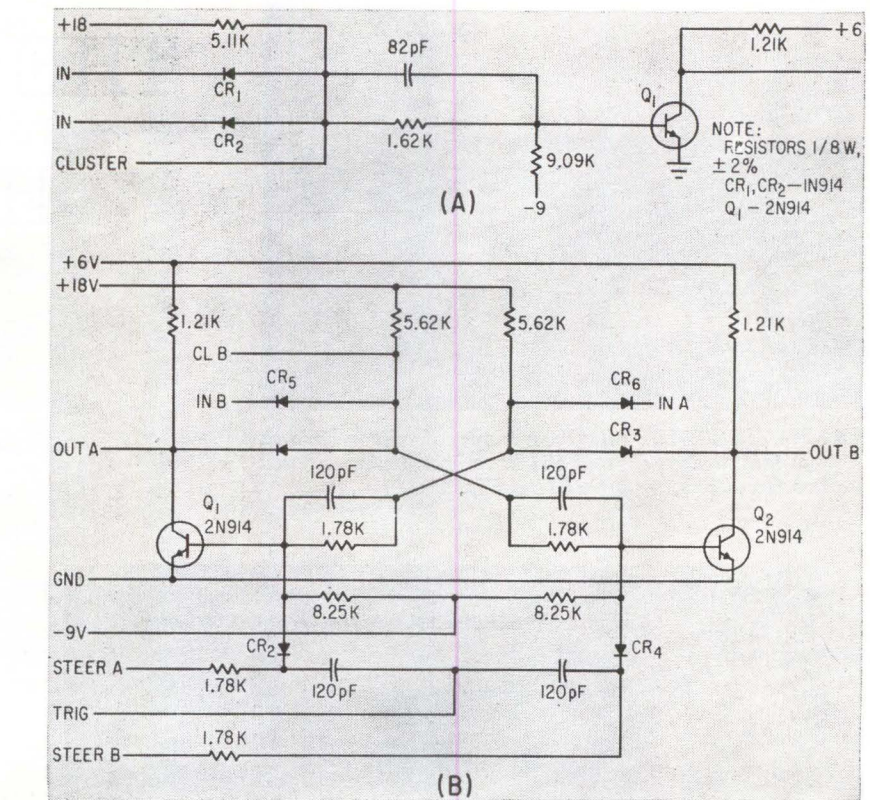 +18
5.11K
82pF
1.21K
+6
IN
CR1
Q1
IN
CR2
1.62K
9.09K
CLUSTER
NOTE:
RESISTORS 1/8 W,
±2%
CR1,CR2—1N914
Q1 - 2N914
(A)
-9
+6V
+18V
1.21K
5.62K
5.62K
1.21K
CL B
CR5
CR6
IN B
IN A
CR3
OUT A
OUT B
120pF
120pF
Q1
2N914
1.78K
1.78K
Q2
2N914
GND
8.25K
8.25K
-9V
CR2
CR4
STEER A
1.78K
120pF
120pF
TRIG
1.78K
STEER B
(B)